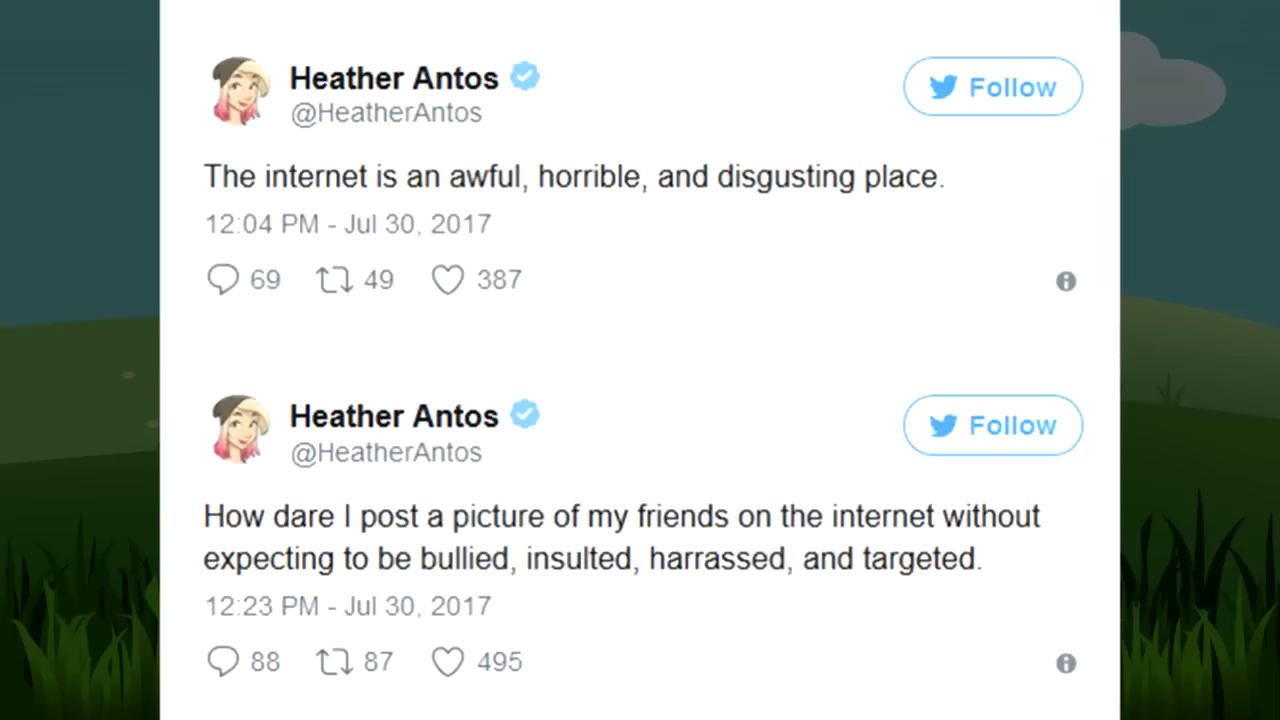 Heather Antos
Follow
@HeatherAntos
The internet is an awful, horrible, and disgusting place.
12:04 PM - Jul 30, 2017
69 49 387
Heather Antos
Follow
@HeatherAntos
How dare I post a picture of my friends on the internet without
expecting to be bullied, insulted, harrassed, and targeted.
12:23 PM - Jul 30, 2017
88 87 495